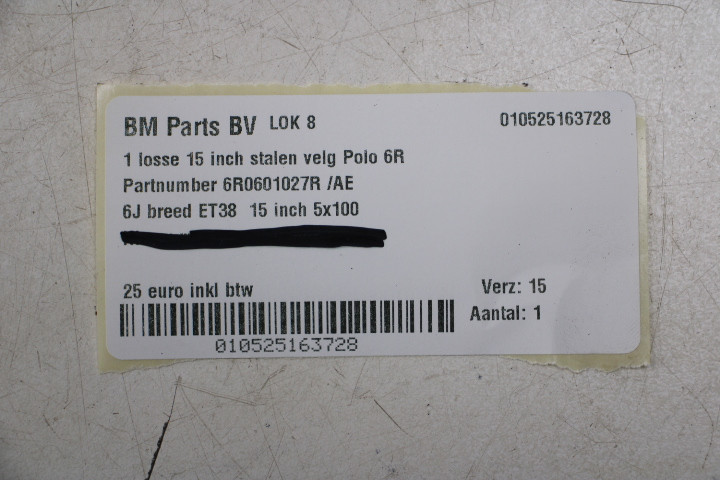 BM Parts BV LOK 8 010525163728
1 losse 15 inch stalen velg Polo 6R
Partnumber 6R0601027R /AE
6J breed ET38 15 inch 5x100
25 euro inkl btw Verz: 15
Aantal: 1
010525163728